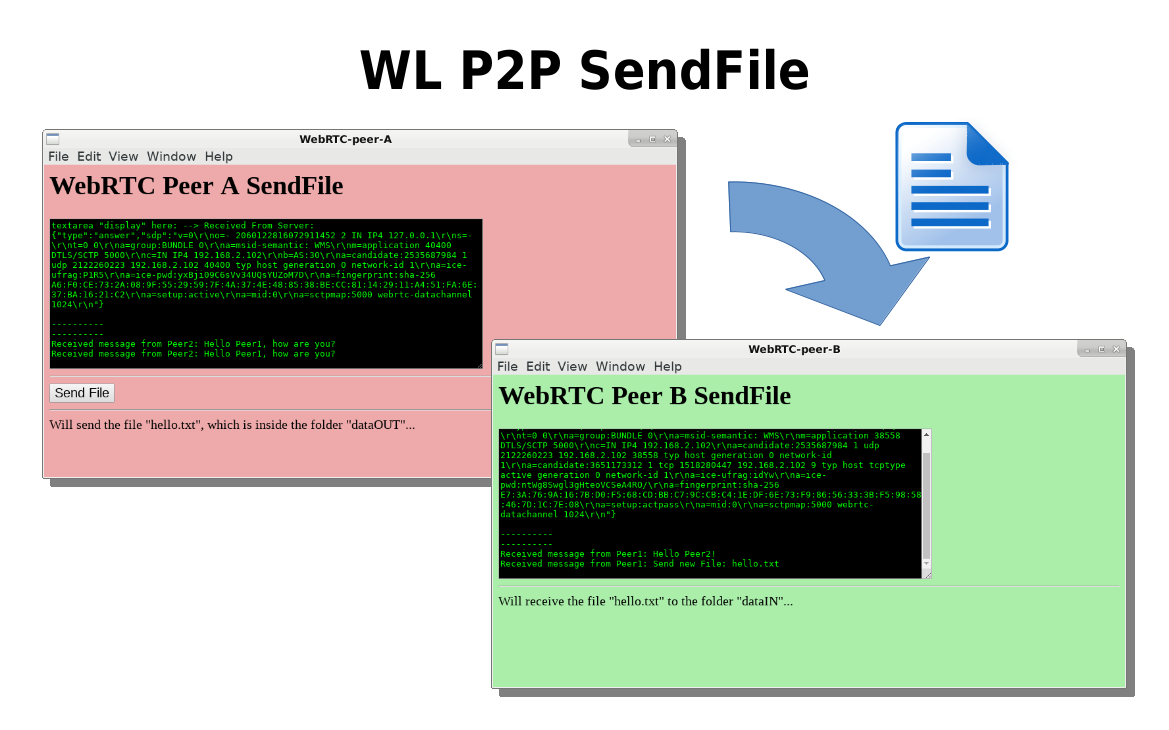 WL P2P SendFile
WebRTC-peer-A
File Edit View Window Help
WebRTC Peer A SendFile
textarea "display" here: --> Received From Server:
{"type":"answer","sdp":"v=0\r\no=- 2060122816072911452 2 IN IP4 127.0.0.1\r\ns=-
\r\nt=0 0\r\na=group:BUNDLE 0\r\na=msid-semantic: WMS\r\nm=application 40400
DTLS/SCTP 5000\r\nc=IN IP4 192.168.2.102\r\nb=AS:30\r\na=candidate:2535687984 1
udp 2122260223 192.168.2.102 40400 typ host generation 0 network-id 1\r\na=ice-
ufrag:P1R5\r\na=ice-pwd:yxBji09C6sVv34UQsYUZoM7D\r\na=fingerprint:sha-256
A6:F0:CE:73:2A:08:9F:55:29:59:7F:4A:37:4E:48:85:38:BE:CC:81:14:29:11:A4:51:FA:6E:
37:BA:16:21:C2\r\na=setup:active\r\na=mid:0\r\na=sctpmap:5000 webrtc-datachannel
1024\r\n"}
----------
----------
Received message from Peer2: Hello Peer1, how are you?
Received message from Peer2: Hello Peer1, how are you?
Send File
Will send the file "hello.txt", which is inside the folder "dataOUT"...
WebRTC-peer-B
File Edit View Window Help
WebRTC Peer B SendFile
\r\nt=0 0\r\na=group:BUNDLE 0\r\na=msid-semantic: WMS\r\nm=application 38558
DTLS/SCTP 5000\r\nc=IN IP4 192.168.2.102\r\na=candidate:2535687984 1 udp
2122260223 192.168.2.102 38558 typ host generation 0 network-id
1\r\na=candidate:3651173312 1 tcp 1518280447 192.168.2.102 9 typ host tcptype
active generation 0 network-id 1\r\na=ice-ufrag:idYw\r\na=ice-
pwd:ntWg8Swgl3gHteoVCSeA4RO/\r\na=fingerprint:sha-256
E7:3A:76:9A:16:7B:D0:F5:68:CD:BB:C7:9C:CB:C4:1E:DF:6E:73:F9:86:56:33:3B:F5:98:58
:46:7D:1C:7E:08\r\na=setup:actpass\r\na=mid:0\r\na=sctpmap:5000 webrtc-
datachannel 1024\r\n"}
----------
----------
Received message from Peer1: Hello Peer2!
Received message from Peer1: Send new File: hello.txt
Will receive the file "hello.txt" to the folder "dataIN"...